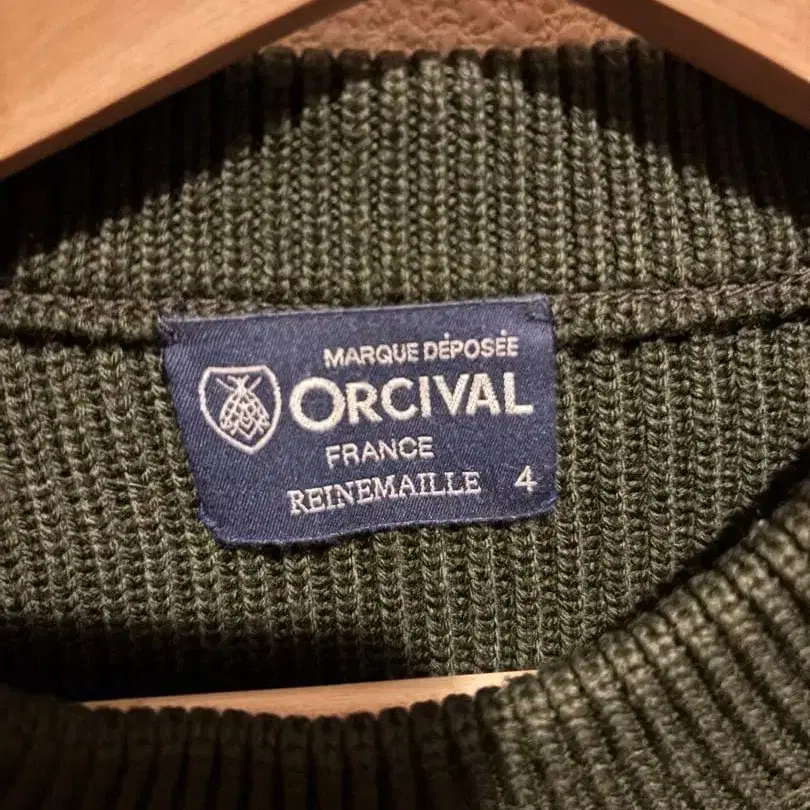 MARQUE DÉPOSÉE
ORCIVAL
FRANCE
REINEMAILLE 4